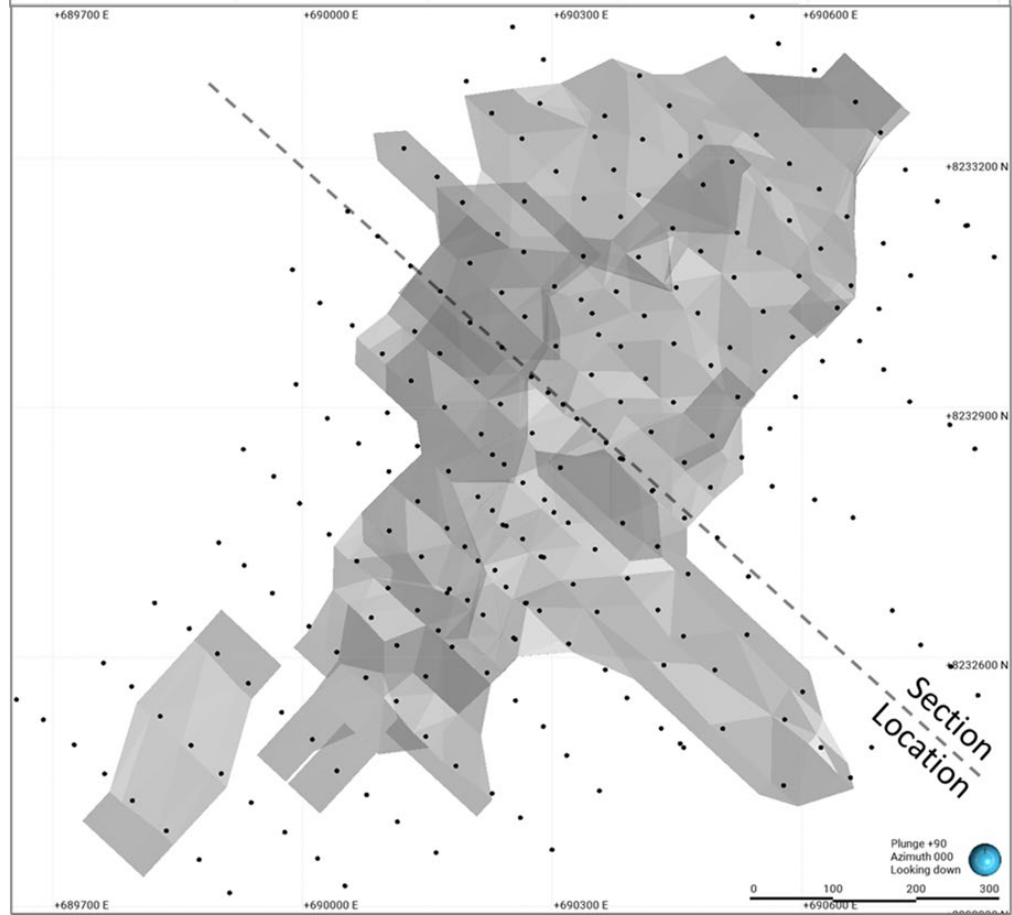 +689700 E +690000 E +690300 E +690600 E
+8233200 N
+8232900 N
+8232600 N
Section
Location
Plunge +90
Azimuth 000
Looking down
0 100 200 300
+689700 E +690000 E +690300 E +690600 E